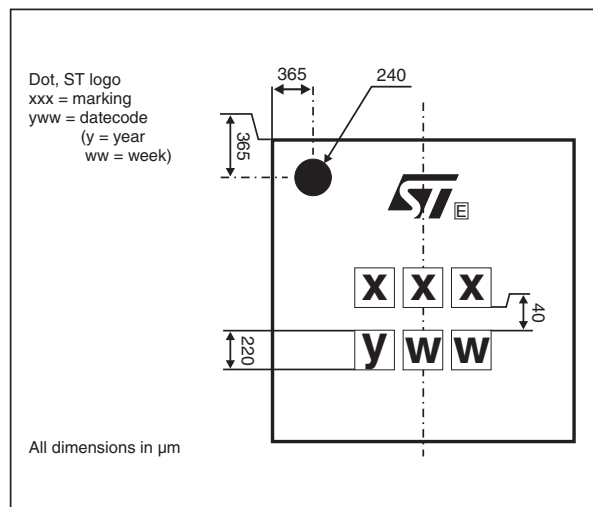 Dot, ST logo
xxx = marking
yww = datecode
(y = year
ww = week)
365
240
365
ST
E
x x x
40
y w w
220
All dimensions in µm